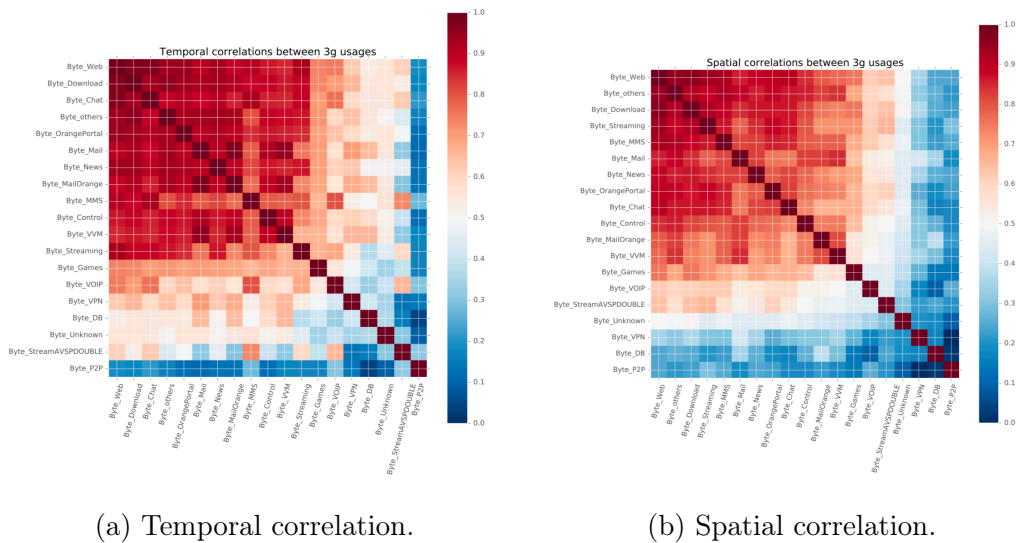 Temporal correlations between 3g usages
Byte_Web
Byte_Download
Byte_Chat
Byte_others
Byte_OrangePortal
Byte_Mail
Byte_News
Byte_MailOrange
Byte_MMS
Byte_Control
Byte_VVM
Byte_Streaming
Byte_Games
Byte_VOIP
Byte_VPN
Byte_DB
Byte_Unknown
Byte_StreamAVSPDOUBLE
Byte_P2P
Byte_Web
Byte_Download
Byte_Chat
Byte_others
Byte_OrangePortal
Byte_Mail
Byte_News
Byte_MailOrange
Byte_MMS
Byte_Control
Byte_VVM
Byte_Streaming
Byte_Games
Byte_VOIP
Byte_VPN
Byte_DB
Byte_Unknown
Byte_StreamAVSPDOUBLE
Byte_P2P
1.0
0.9
0.8
0.7
0.6
0.5
0.4
0.3
0.2
0.1
0.0
(a) Temporal correlation.
Spatial correlations between 3g usages
Byte_Web
Byte_others
Byte_Download
Byte_Streaming
Byte_MMS
Byte_Mail
Byte_News
Byte_OrangePortal
Byte_Chat
Byte_Control
Byte_MailOrange
Byte_VVM
Byte_Games
Byte_VOIP
Byte_StreamAVSPDOUBLE
Byte_Unknown
Byte_VPN
Byte_DB
Byte_P2P
Byte_Web
Byte_others
Byte_Download
Byte_Streaming
Byte_MMS
Byte_Mail
Byte_News
Byte_OrangePortal
Byte_Chat
Byte_Control
Byte_MailOrange
Byte_VVM
Byte_Games
Byte_VOIP
Byte_StreamAVSPDOUBLE
Byte_Unknown
Byte_VPN
Byte_DB
Byte_P2P
1.0
0.9
0.8
0.7
0.6
0.5
0.4
0.3
0.2
0.1
0.0
(b) Spatial correlation.